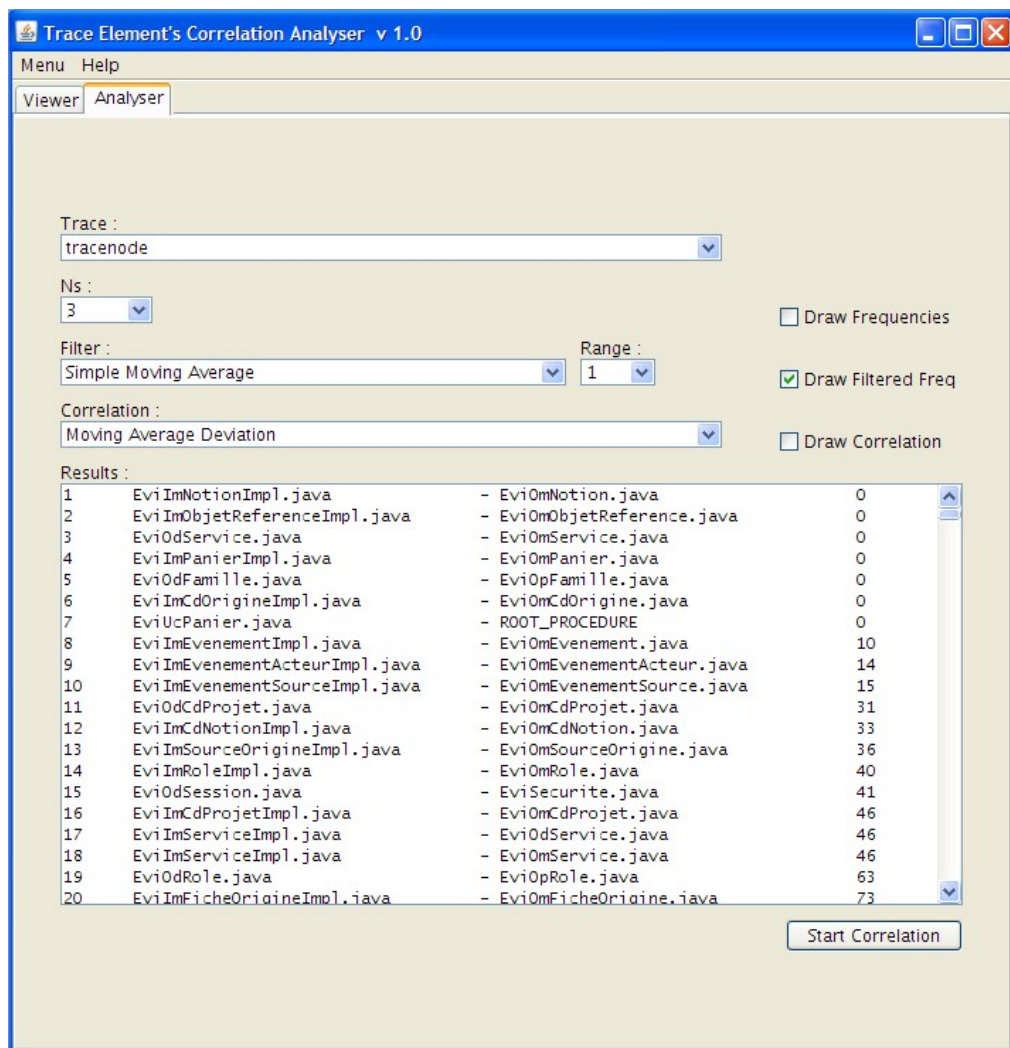 Trace Element's Correlation Analyser v 1.0
Menu Help
Viewer Analyser
Trace :
tracenode
Ns :
3
Draw Frequencies
Filter : Range :
Simple Moving Average 1
Draw Filtered Freq
Correlation :
Moving Average Deviation
Draw Correlation
Results :
1 EviImNotionImpl.java - EviOmNotion.java 0
2 EviImObjetReferenceImpl.java - EviOmObjetReference.java 0
3 EviOdService.java - EviOmService.java 0
4 EviImPanierImpl.java - EviOmPanier.java 0
5 EviOdFamille.java - EviOpFamille.java 0
6 EviImCdOrigineImpl.java - EviOmCdOrigine.java 0
7 EviUcPanier.java - ROOT_PROCEDURE 0
8 EviImEvenementImpl.java - EviOmEvenement.java 10
9 EviImEvenementActeurImpl.java - EviOmEvenementActeur.java 14
10 EviImEvenementSourceImpl.java - EviOmEvenementSource.java 15
11 EviOdCdProjet.java - EviOmCdProjet.java 31
12 EviImCdNotionImpl.java - EviOmCdNotion.java 33
13 EviImSourceOrigineImpl.java - EviOmSourceOrigine.java 36
14 EviImRoleImpl.java - EviOmRole.java 40
15 EviOdSession.java - EviSecurite.java 41
16 EviImCdProjetImpl.java - EviOmCdProjet.java 46
17 EviImServiceImpl.java - EviOdService.java 46
18 EviImServiceImpl.java - EviOmService.java 46
19 EviOdRole.java - EviOpRole.java 63
20 EviImFicheOrigineImpl.java - EviOmFicheOrigine.java 73
Start Correlation